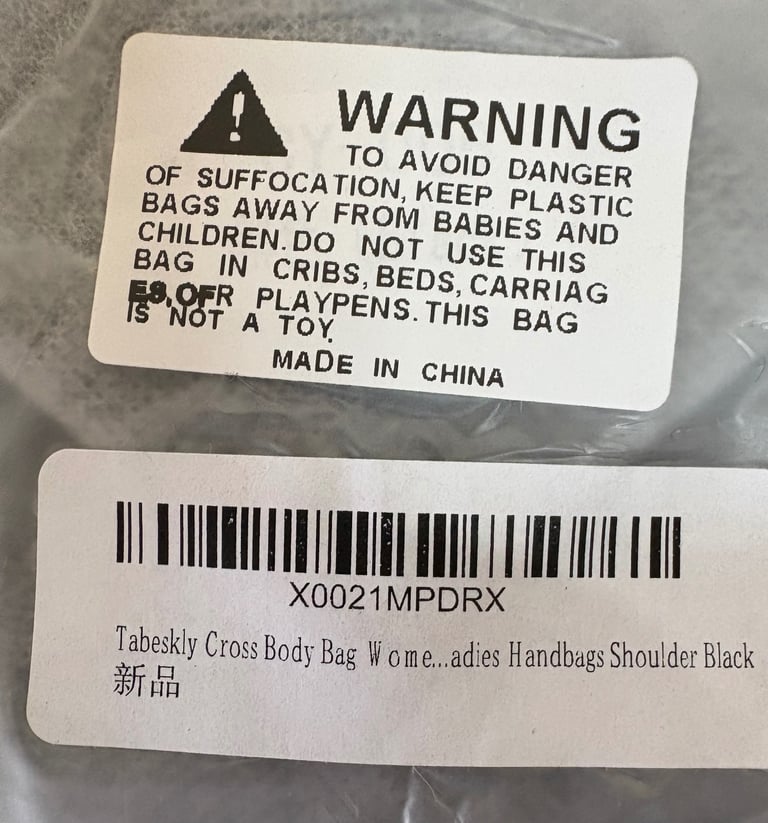 WARNING
TO AVOID DANGER
OF SUFFOCATION, KEEP PLASTIC
BAGS AWAY FROM BABIES AND
CHILDREN. DO NOT USE THIS
BAG IN CRIBS, BEDS, CARRIAG
ES, OFR PLAYPENS. THIS BAG
IS NOT A TOY.
MADE IN CHINA
X0021MPDRX
Tabeskly Cross Body Bag Wome...adies Handbags Shoulder Black
新品